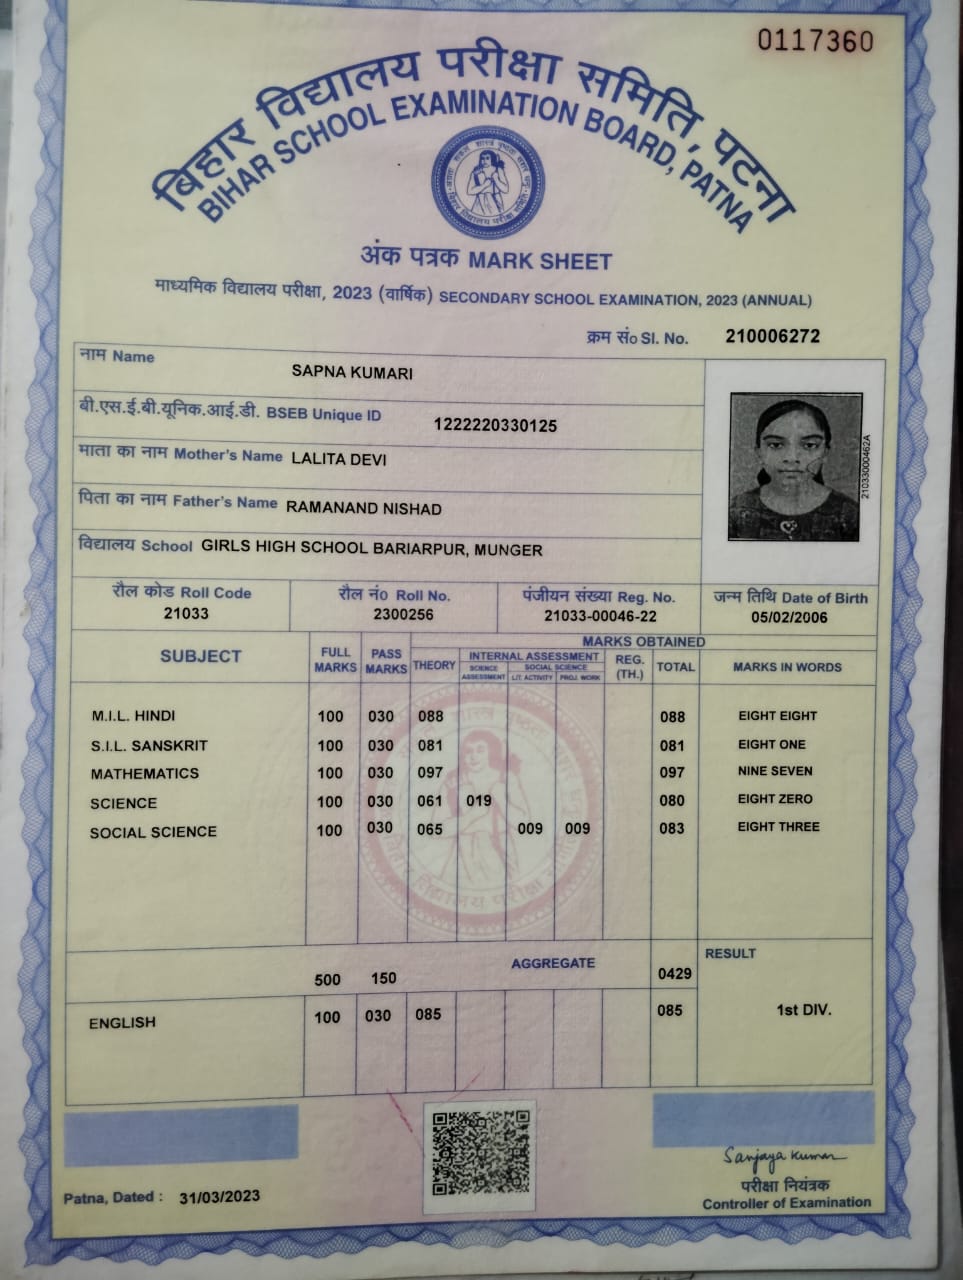 0117360
बिहार विद्यालय परीक्षा समिति, पटना
BIHAR SCHOOL EXAMINATION BOARD, PATNA
अंक पत्रक MARK SHEET
माध्यमिक विद्यालय परीक्षा, 2023 (वार्षिक) SECONDARY SCHOOL EXAMINATION, 2023 (ANNUAL)
क्रम सं० Sl. No. 210006272
नाम Name SAPNA KUMARI
बी.एस.ई.बी.यूनिक.आई.डी. BSEB Unique ID 1222220330125
माता का नाम Mother's Name LALITA DEVI
पिता का नाम Father's Name RAMANAND NISHAD
विद्यालय School GIRLS HIGH SCHOOL BARIARPUR, MUNGER
210330000462A
रौल कोड Roll Code रौल नं० Roll No. पंजीयन संख्या Reg. No. जन्म तिथि Date of Birth
21033 2300256 21033-00046-22 05/02/2006
SUBJECT FULL MARKS PASS MARKS MARKS OBTAINED
THEORY INTERNAL ASSESSMENT REG. (TH.) TOTAL MARKS IN WORDS
SCIENCE ASSESSMENT SOCIAL SCIENCE
LIT. ACTIVITY PROJ. WORK
M.I.L. HINDI 100 030 088 088 EIGHT EIGHT
S.I.L. SANSKRIT 100 030 081 081 EIGHT ONE
MATHEMATICS 100 030 097 097 NINE SEVEN
SCIENCE 100 030 061 019 080 EIGHT ZERO
SOCIAL SCIENCE 100 030 065 009 009 083 EIGHT THREE
500 150 AGGREGATE 0429 RESULT
ENGLISH 100 030 085 085 1st DIV.
Sanjaya Kumar
परीक्षा नियंत्रक
Patna, Dated : 31/03/2023 Controller of Examination